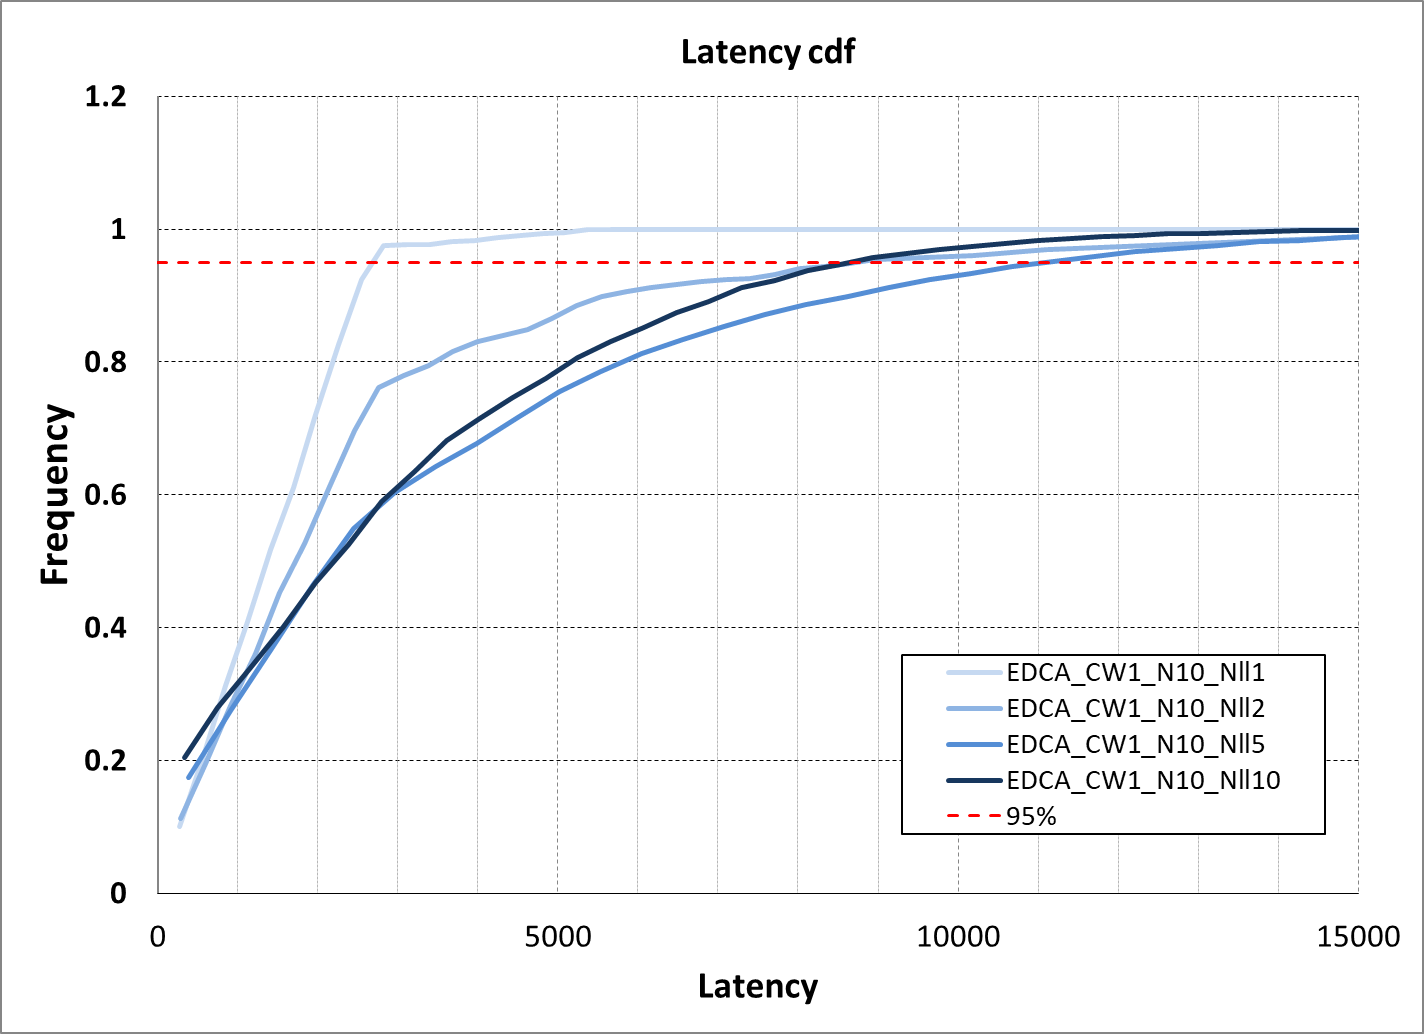 Latency cdf
1.2
1
0.8
0.6
0.4
0.2
0
Frequency
0
5000
10000
15000
Latency
EDCA_CW1_N10_Nll1
EDCA_CW1_N10_Nll2
EDCA_CW1_N10_Nll5
EDCA_CW1_N10_Nll10
95%